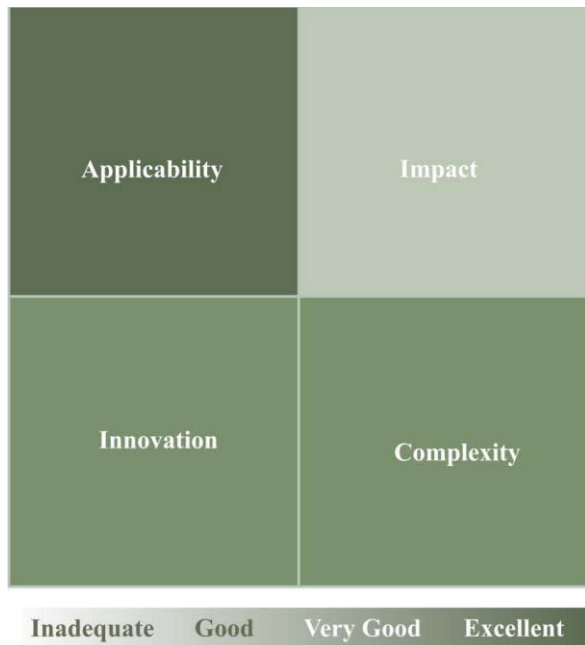 Applicability
Impact
Innovation
Complexity
Inadequate Good Very Good Excellent